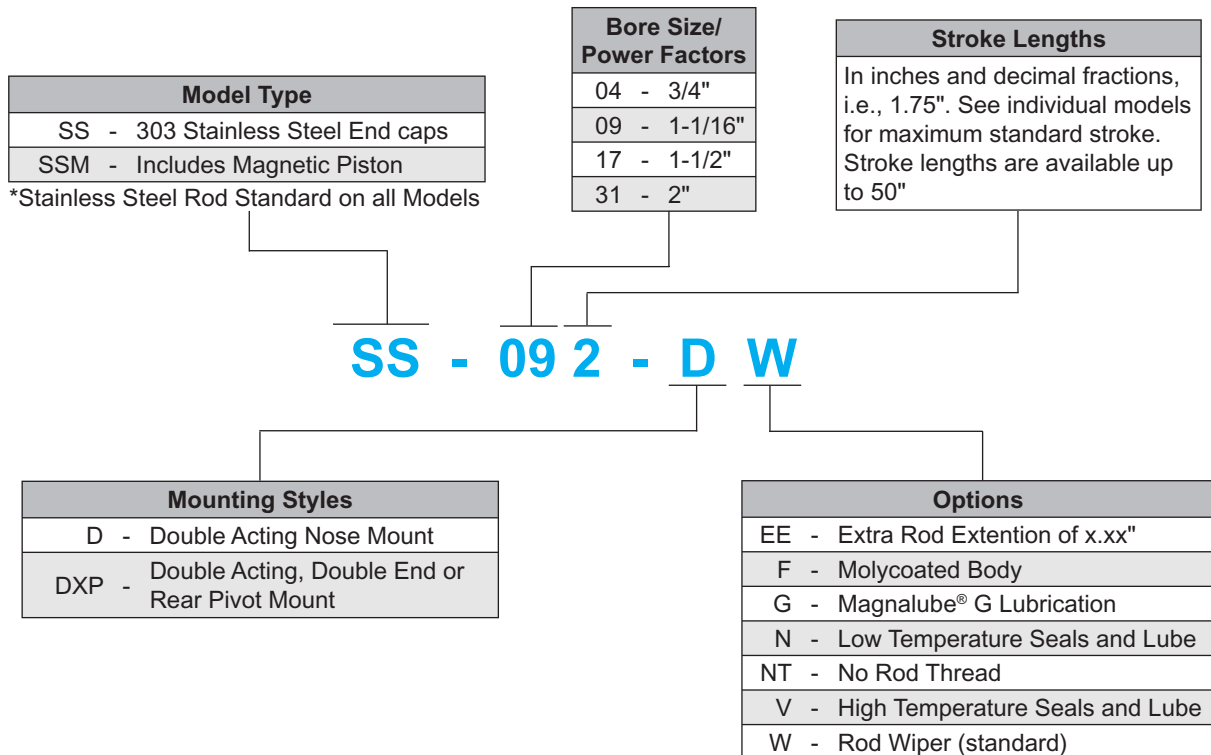 Model Type
SS - 303 Stainless Steel End caps
SSM - Includes Magnetic Piston
*Stainless Steel Rod Standard on all Models
Bore Size/
Power Factors
04 - 3/4"
09 - 1-1/16"
17 - 1-1/2"
31 - 2"
Stroke Lengths
In inches and decimal fractions,
i.e., 1.75". See individual models
for maximum standard stroke.
Stroke lengths are available up
to 50"
SS - 09 2 - D W
Mounting Styles
D - Double Acting Nose Mount
DXP - Double Acting, Double End or
Rear Pivot Mount
Options
EE - Extra Rod Extention of x.xx"
F - Molycoated Body
G - Magnalube® G Lubrication
N - Low Temperature Seals and Lube
NT - No Rod Thread
V - High Temperature Seals and Lube
W - Rod Wiper (standard)